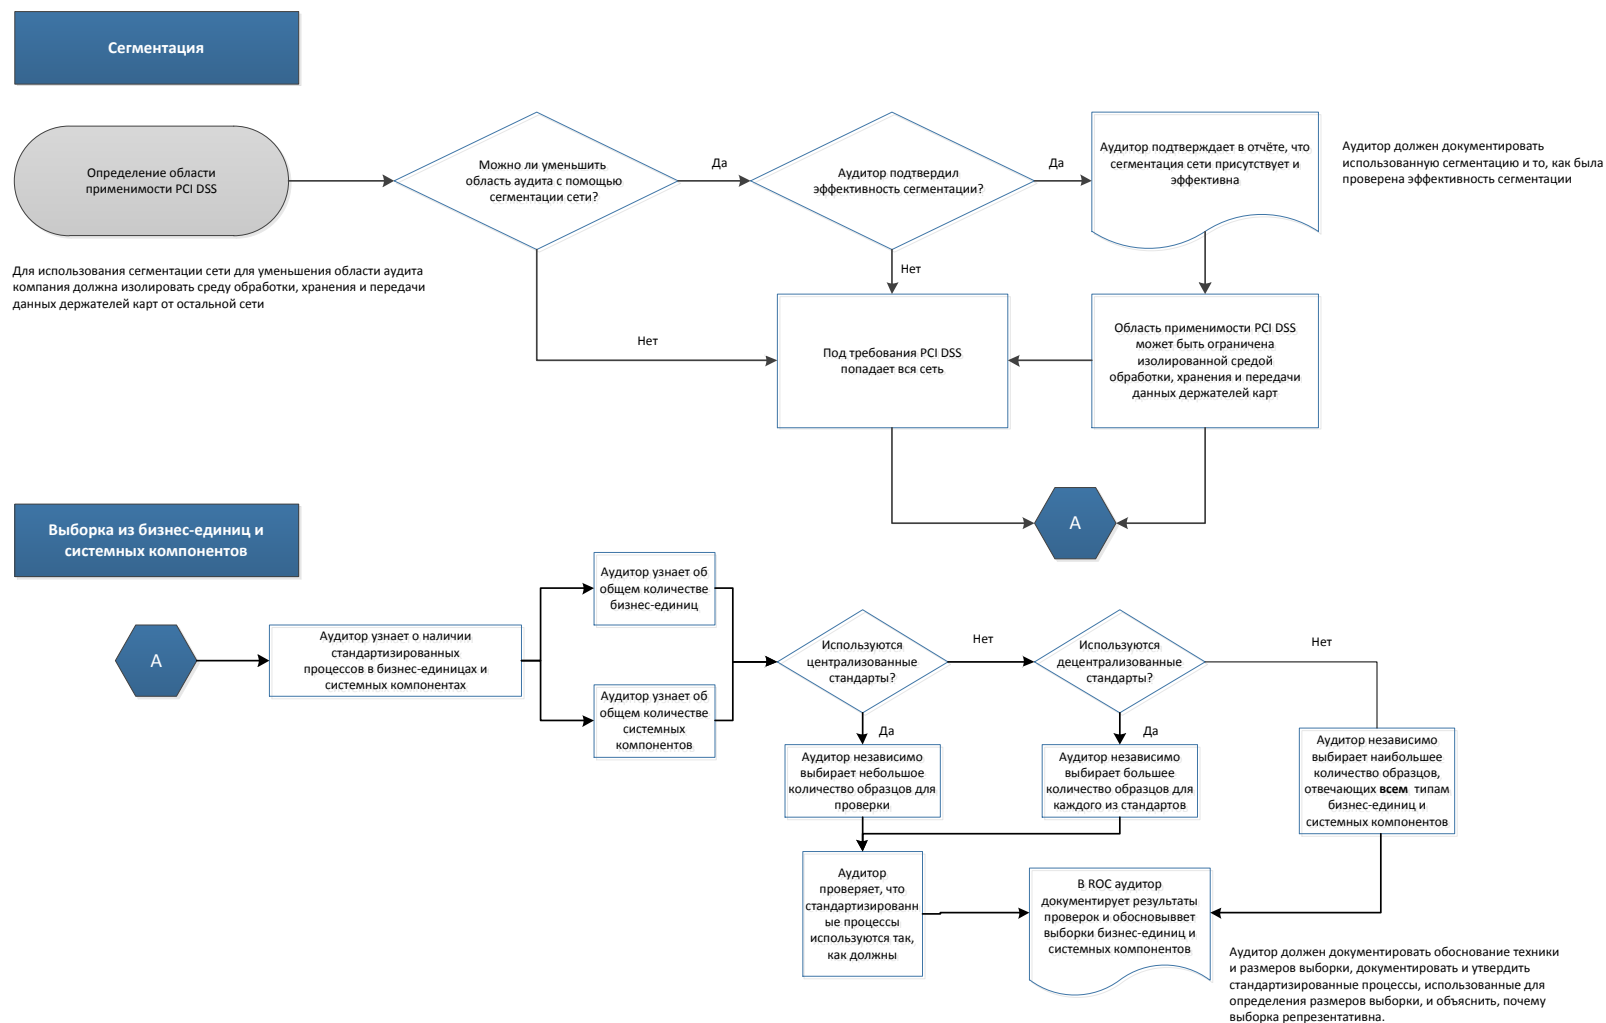 Сегментация
Определение области
применимости PCI DSS
Можно ли уменьшить
область аудита с помощью
сегментации сети?
Да
Аудитор подтвердил
эффективность сегментации?
Да
Аудитор подтверждает в отчёте, что
сегментация сети присутствует и
эффективна
Аудитор должен документировать
использованную сегментацию и то, как была
проверена эффективность сегментации
Для использования сегментации сети для уменьшения области аудита
компания должна изолировать среду обработки, хранения и передачи
данных держателей карт от остальной сети
Нет
Нет
Под требования PCI DSS
попадает вся сеть
Область применимости PCI DSS
может быть ограничена
изолированной средой
обработки, хранения и передачи
данных держателей карт
А
Выборка из бизнес-единиц и
системных компонентов
А
Аудитор узнает о наличии
стандартизированных
процессов в бизнес-единицах и
системных компонентах
Аудитор узнает об
общем количестве
бизнес-единиц
Аудитор узнает об
общем количестве
системных
компонентов
Используются
централизованные
стандарты?
Нет
Используются
децентрализованные
стандарты?
Нет
Да
Да
Аудитор независимо
выбирает небольшое
количество образцов для
проверки
Аудитор независимо
выбирает большее
количество образцов для
каждого из стандартов
Аудитор независимо
выбирает наибольшее
количество образцов,
отвечающих всем типам
бизнес-единиц и
системных компонентов
Аудитор
проверяет, что
стандартизированн
ые процессы
используются так,
как должны
В ROC аудитор
документирует результаты
проверок и обосновыввет
выборки бизнес-единиц и
системных компонентов
Аудитор должен документировать обоснование техники
и размеров выборки, документировать и утвердить
стандартизированные процессы, использованные для
определения размеров выборки, и объяснить, почему
выборка репрезентативна.